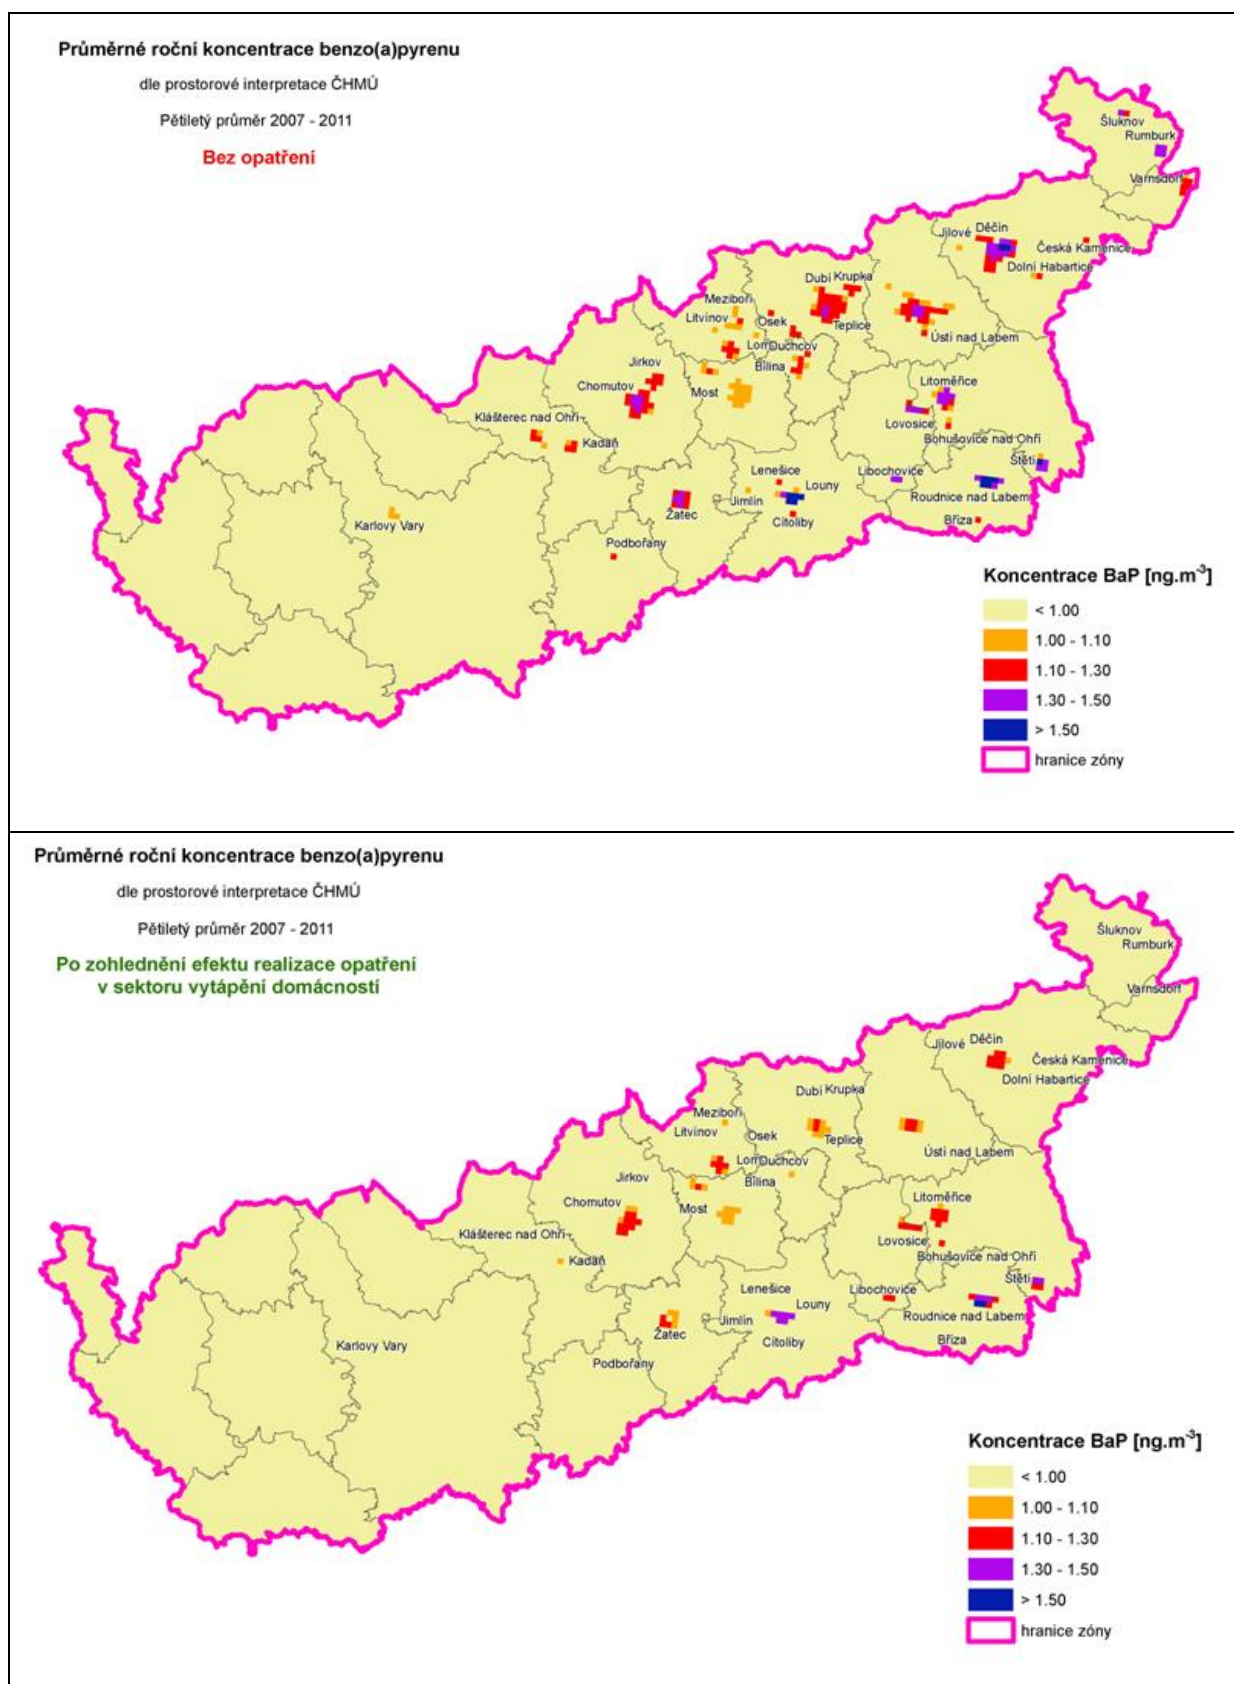 Průměrné roční koncentrace benzo(a)pyrenu
dle prostorové interpretace ČHMÚ
Pětiletý průměr 2007 - 2011
Bez opatření
Šluknov
Rumburk
Varnsdorf
Jílové Děčín
Česká Kamenice
Dolní Habartice
Dubí Krupka
Meziboří
Litvínov
Osek
Teplice
Ústí nad Labem
Lom Duchcov
Jirkov
Bílina
Chomutov
Most
Litoměřice
Klášterec nad Ohří
Lovosice
Kadaň
Bohušovice nad Ohří
Štětí
Lenešice
Libochovice
Louny
Jimlín
Roudnice nad Labem
Žatec
Cítoliby
Bříza
Karlovy Vary
Podbořany
Koncentrace BaP [ng.m-3]
< 1.00
1.00 - 1.10
1.10 - 1.30
1.30 - 1.50
> 1.50
hranice zóny
Průměrné roční koncentrace benzo(a)pyrenu
dle prostorové interpretace ČHMÚ
Pětiletý průměr 2007 - 2011
Po zohlednění efektu realizace opatření
v sektoru vytápění domácností
Šluknov
Rumburk
Varnsdorf
Jílové Děčín
Česká Kamenice
Dolní Habartice
Dubí Krupka
Meziboří
Litvínov
Osek
Teplice
Ústí nad Labem
Lom Duchcov
Jirkov
Bílina
Chomutov
Most
Litoměřice
Klášterec nad Ohří
Lovosice
Kadaň
Bohušovice nad Ohří
Štětí
Lenešice
Libochovice
Louny
Jimlín
Roudnice nad Labem
Žatec
Cítoliby
Bříza
Karlovy Vary
Podbořany
Koncentrace BaP [ng.m-3]
< 1.00
1.00 - 1.10
1.10 - 1.30
1.30 - 1.50
> 1.50
hranice zóny